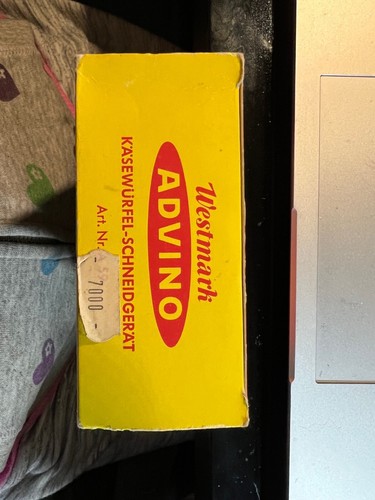 Westmark
ADVINO
KÄSEWÜRFEL-SCHNEIDGERÄT
Art. Nr.
- 7000 -